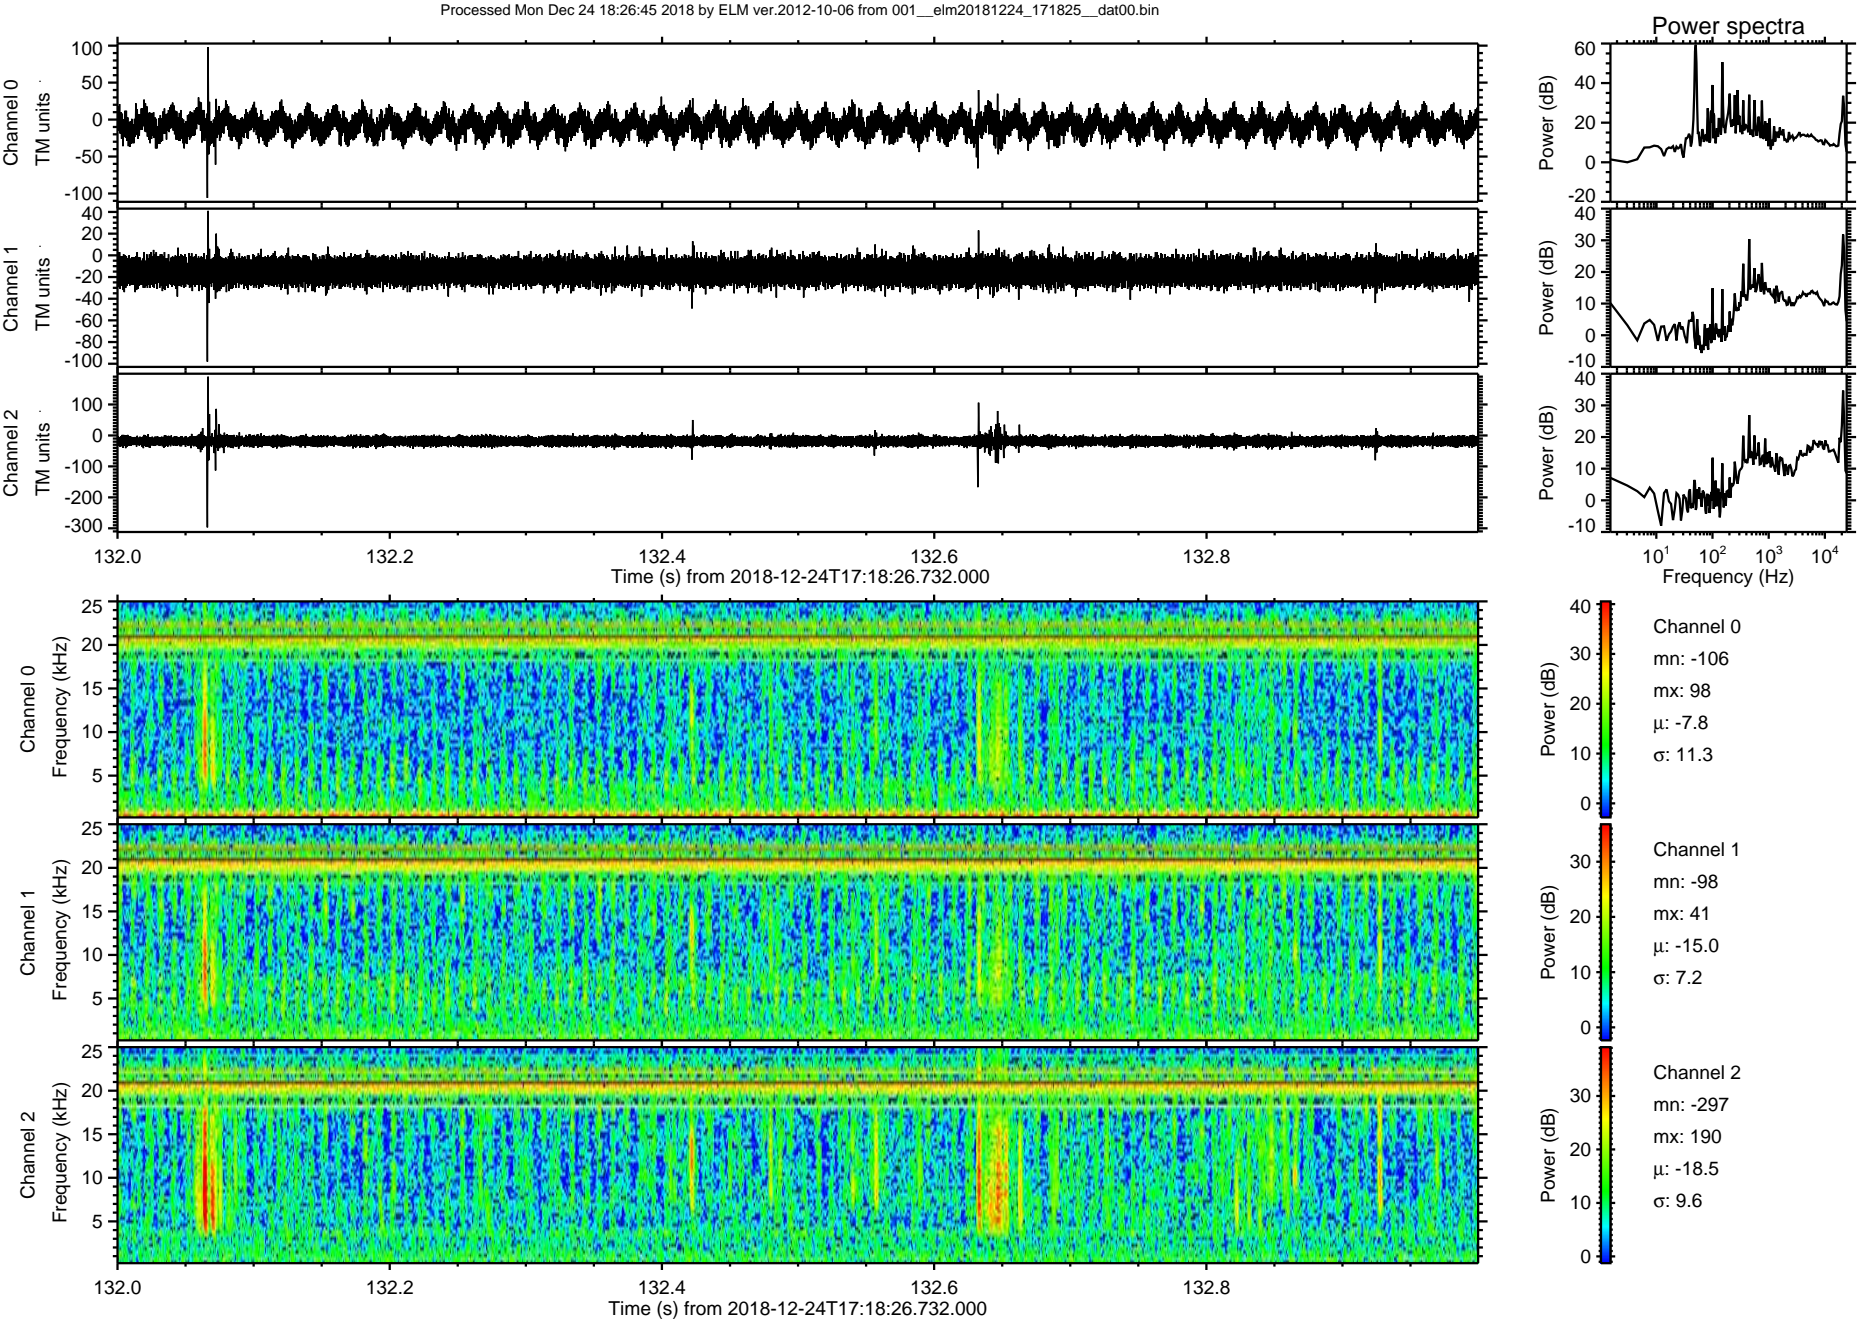 Processed Mon Dec 24 18:26:45 2018 by ELM ver.2012-10-06 from 001__elm20181224_171825__dat00.bin
Power spectra
Channel 0
TM units
100
50
0
-50
-100
Power (dB)
60
40
20
0
-20
Channel 1
TM units
40
20
0
-20
-40
-60
-80
-100
Power (dB)
40
30
20
10
0
-10
Channel 2
TM units
100
0
-100
-200
-300
Power (dB)
40
30
20
10
0
-10
132.0 132.2 132.4 132.6 132.8
Time (s) from 2018-12-24T17:18:26.732.000
10¹ 10² 10³ 10⁴
Frequency (Hz)
Channel 0
Frequency (kHz)
25
20
15
10
5
Power (dB)
40
30
20
10
0
Channel 0
mn: -106
mx: 98
μ: -7.8
σ: 11.3
Channel 1
Frequency (kHz)
25
20
15
10
5
Power (dB)
30
20
10
0
Channel 1
mn: -98
mx: 41
μ: -15.0
σ: 7.2
Channel 2
Frequency (kHz)
25
20
15
10
5
Power (dB)
30
20
10
0
Channel 2
mn: -297
mx: 190
μ: -18.5
σ: 9.6
132.0 132.2 132.4 132.6 132.8
Time (s) from 2018-12-24T17:18:26.732.000